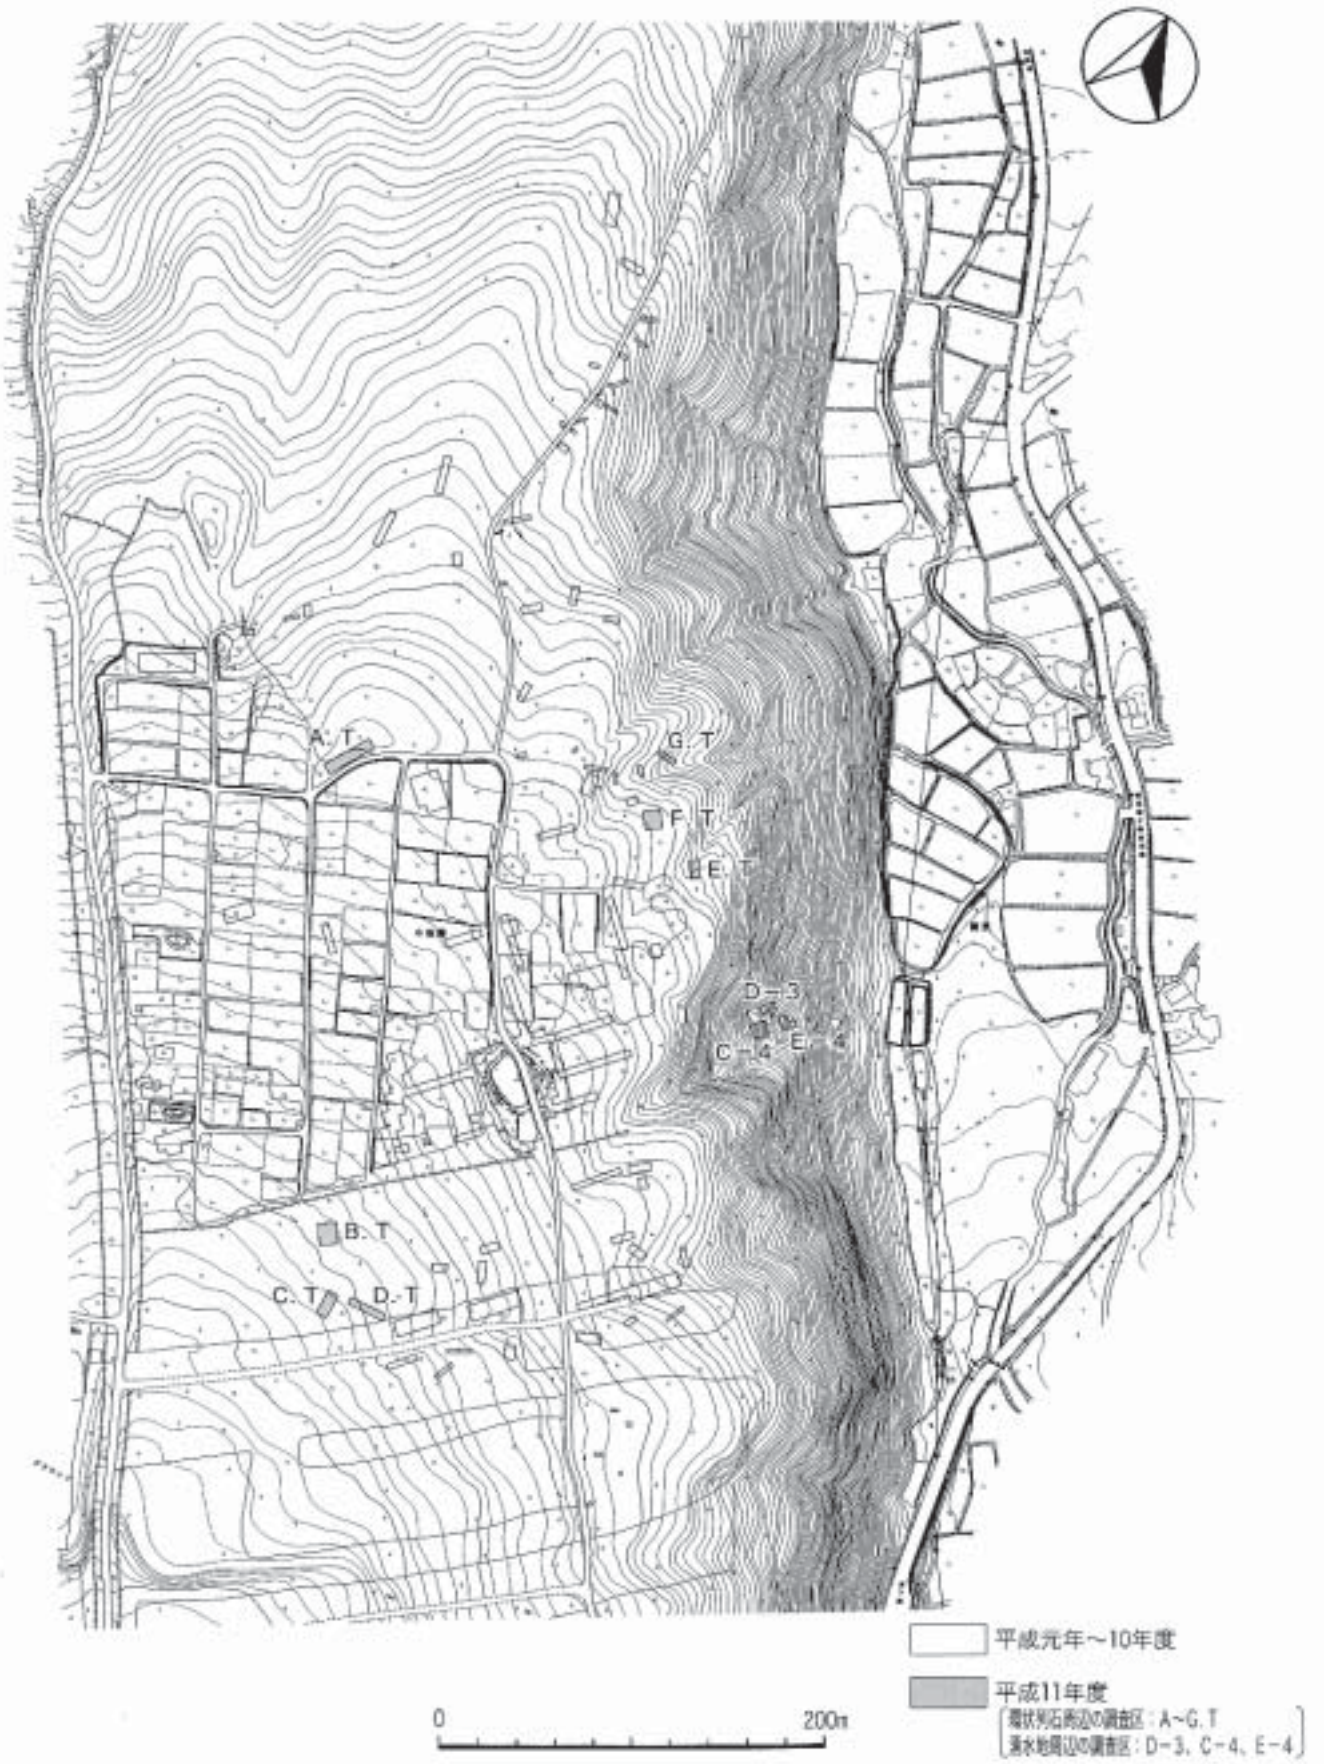 A. T
G. T
F. T
E. T
D-3
C-4
E-4
B. T
C. T
D. T
平成元年～10年度
平成11年度
環状列石周辺の調査区：A～G. T
湧水地周辺の調査区：D-3, C-4, E-4
0
200m